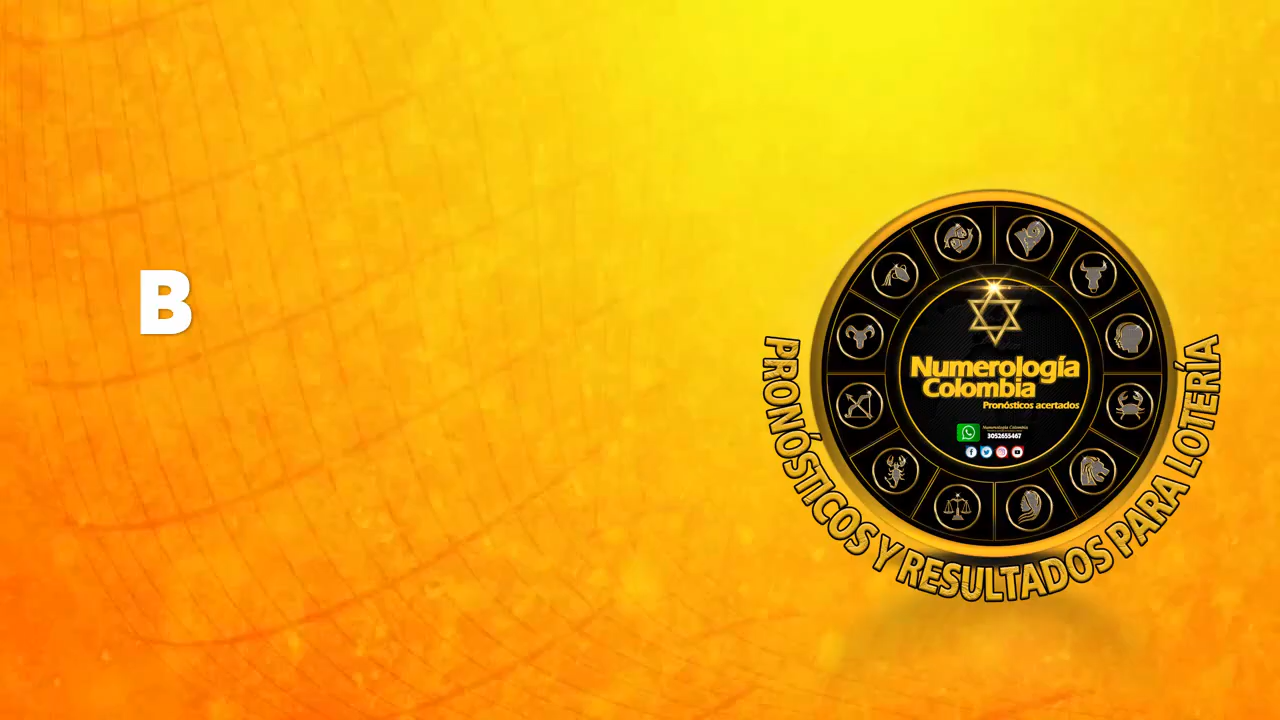 B
Numerología
Colombia
Pronósticos acertados
Numerología Colombia
3052655467
PRONÓSTICOS Y RESULTADOS PARA LOTERÍA